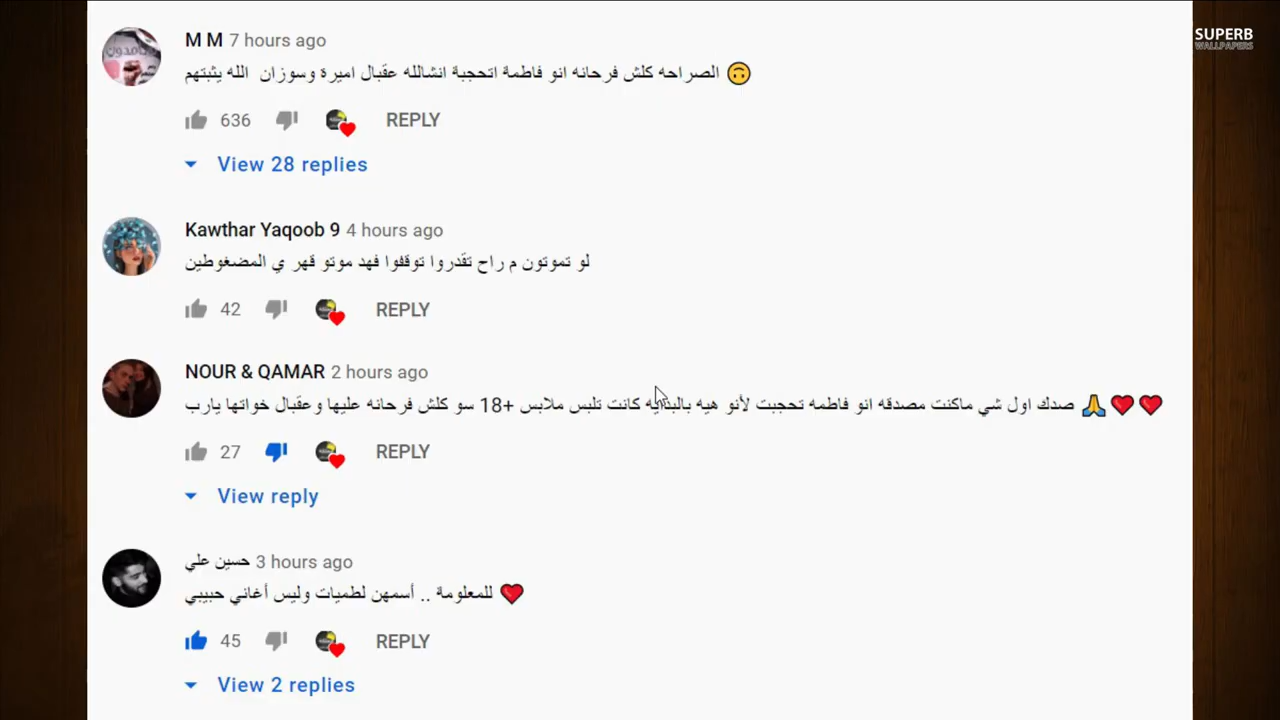 SUPERB
WALLPAPERS
M M 7 hours ago
الصراحه كلش فرحانه انو فاطمة اتحجبة انشالله عقبال اميرة وسوزان الله يثبتهم 🙃
636 REPLY
View 28 replies
Kawthar Yaqoob 9 4 hours ago
لو تموتون م راح تقدروا توقفوا فهد موتو قهر ي المضغوطين
42 REPLY
NOUR & QAMAR 2 hours ago
صدك اول شي ماكنت مصدقه انو فاطمه تحجبت لأنو هيه بالبدايه كانت تلبس ملابس +18 سو كلش فرحانه عليها وعقبال خواتها يارب 🙏❤️❤️
27 REPLY
View reply
حسين علي 3 hours ago
للمعلومة .. أسمهن لطميات وليس أغاني حبيبي ❤️
45 REPLY
View 2 replies